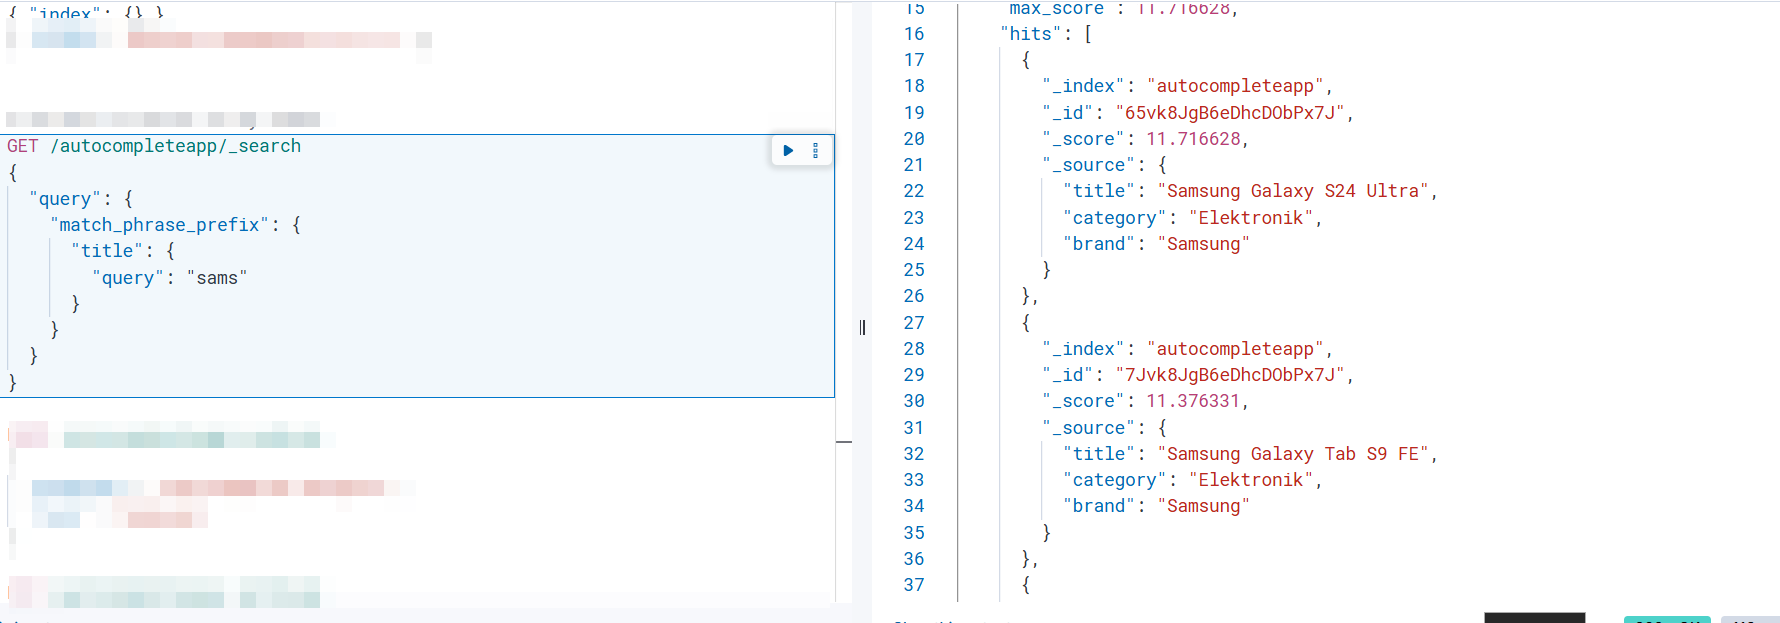 { "index": {} }
GET /autocompleteapp/_search
{
"query": {
"match_phrase_prefix": {
"title": {
"query": "sams"
}
}
}
}
15 max_score : 11.716628,
16 "hits": [
17 {
18 "_index": "autocompleteapp",
19 "_id": "65vk8JgB6eDhcDObPx7J",
20 "_score": 11.716628,
21 "_source": {
22 "title": "Samsung Galaxy S24 Ultra",
23 "category": "Elektronik",
24 "brand": "Samsung"
25 }
26 },
27 {
28 "_index": "autocompleteapp",
29 "_id": "7Jvk8JgB6eDhcDObPx7J",
30 "_score": 11.376331,
31 "_source": {
32 "title": "Samsung Galaxy Tab S9 FE",
33 "category": "Elektronik",
34 "brand": "Samsung"
35 }
36 },
37 {